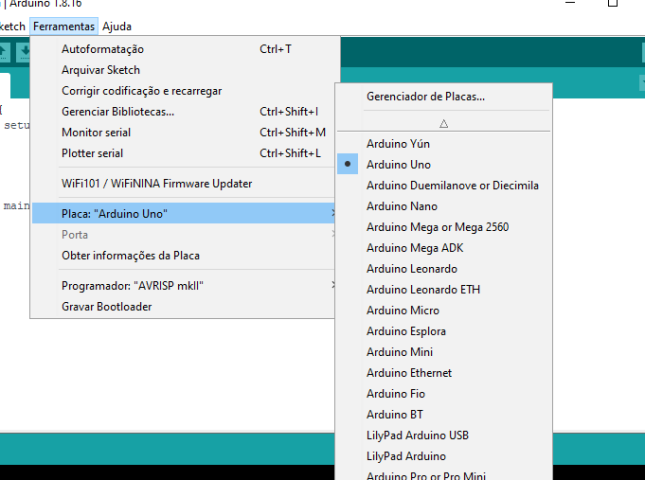 Arduino 1.8.16
ketch Ferramentas Ajuda
Autoformatação Ctrl+T
Arquivar Sketch
Corrigir codificação e recarregar
Gerenciar Bibliotecas... Ctrl+Shift+I
Monitor serial Ctrl+Shift+M
Plotter serial Ctrl+Shift+L
WiFi101 / WiFiNINA Firmware Updater
Placa: "Arduino Uno"
Porta
Obter informações da Placa
Programador: "AVRISP mkII"
Gravar Bootloader
setu
main
Gerenciador de Placas...
Arduino Yún
Arduino Uno
Arduino Duemilanove or Diecimila
Arduino Nano
Arduino Mega or Mega 2560
Arduino Mega ADK
Arduino Leonardo
Arduino Leonardo ETH
Arduino Micro
Arduino Esplora
Arduino Mini
Arduino Ethernet
Arduino Fio
Arduino BT
LilyPad Arduino USB
LilyPad Arduino
Arduino Pro or Pro Mini